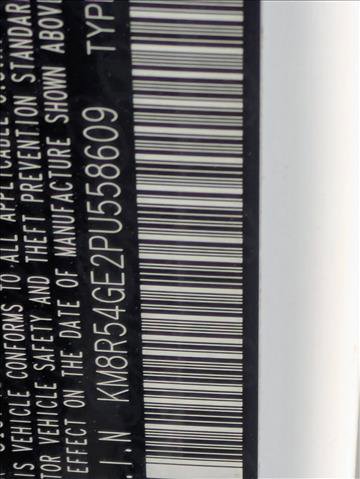 IS VEHICLE CONFORMS TO ALL APPLICABLE
TOR VEHICLE SAFETY AND THEFT PREVENTION STANDAR
EFFECT ON THE DATE OF MANUFACTURE SHOWN ABOVE
.I.N KM8R54GE2PU558609 TYP